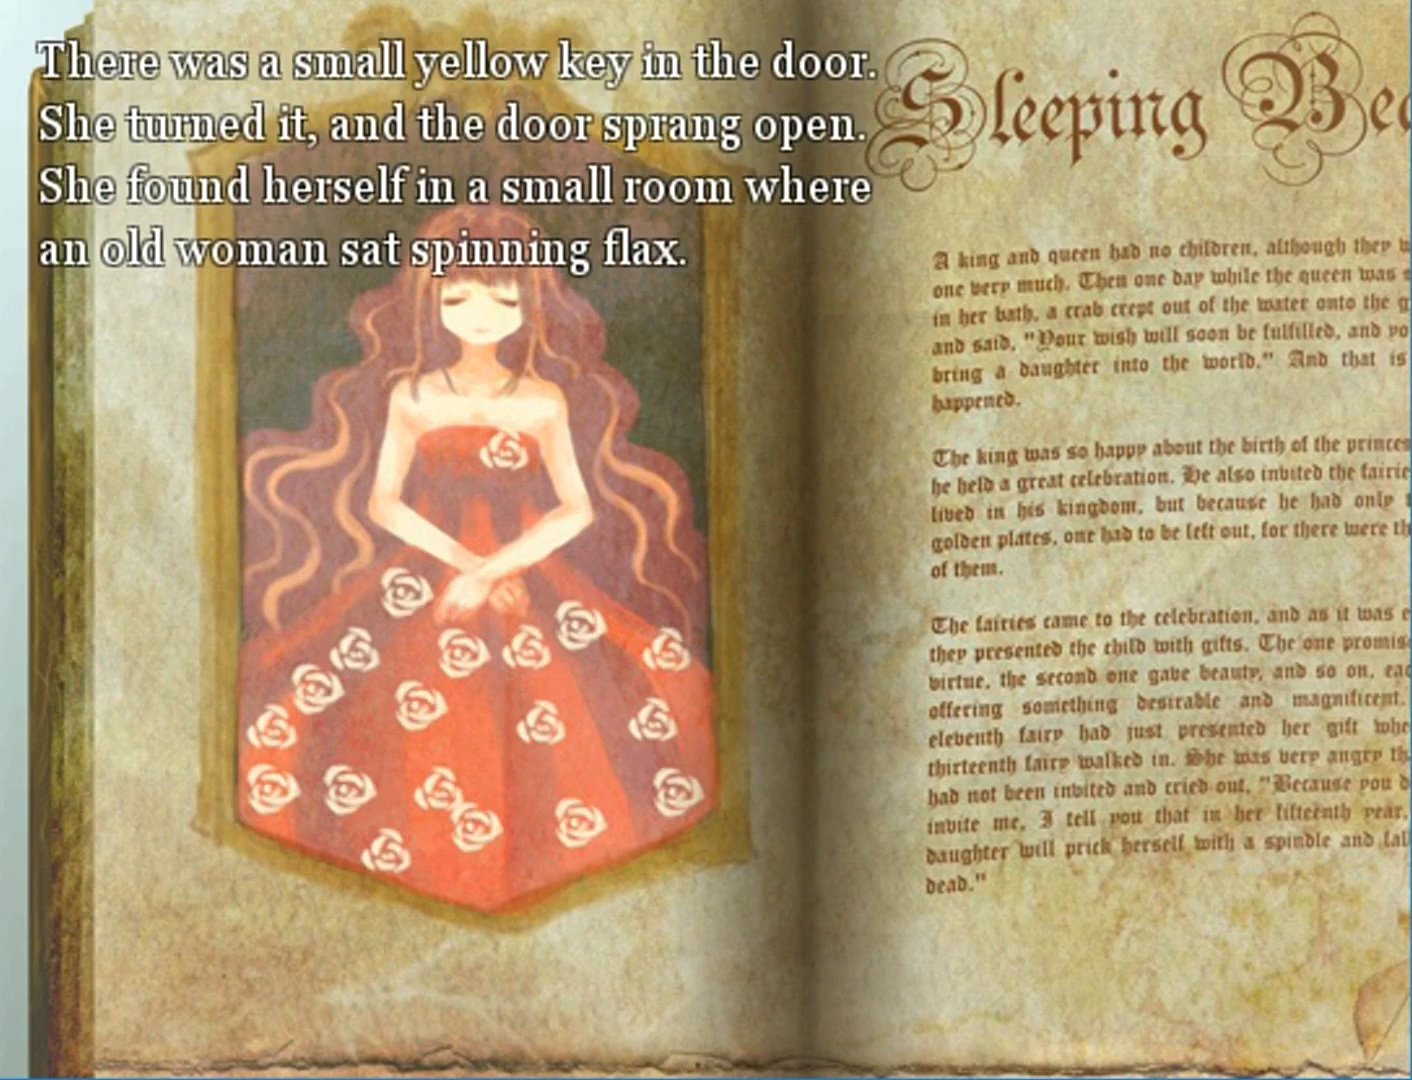 There was a small yellow key in the door.
She turned it, and the door sprang open.
She found herself in a small room where
an old woman sat spinning flax.
Sleeping
A king and queen had no children, although they
one very much. Then one day while the queen was
in her bath, a crab crept out of the water onto the
and said, "Your wish will soon be fulfilled, and
bring a daughter into the world." And that is
happened.
The king was so happy about the birth of the
he held a great celebration. He also invited the
lived in his kingdom, but because he had only
golden plates, one had to be left out, for there were
of them.
The fairies came to the celebration, and as it was
they presented the child with gifts. The one
virtue, the second one gave beauty, and so on,
offering something desirable and magnificent.
eleventh fairy had just presented her gift
thirteenth fairy walked in. She was very angry
had not been invited and cried out, "Because you
invite me, I tell you that in her fifteenth year,
daughter will prick herself with a spindle and
dead."